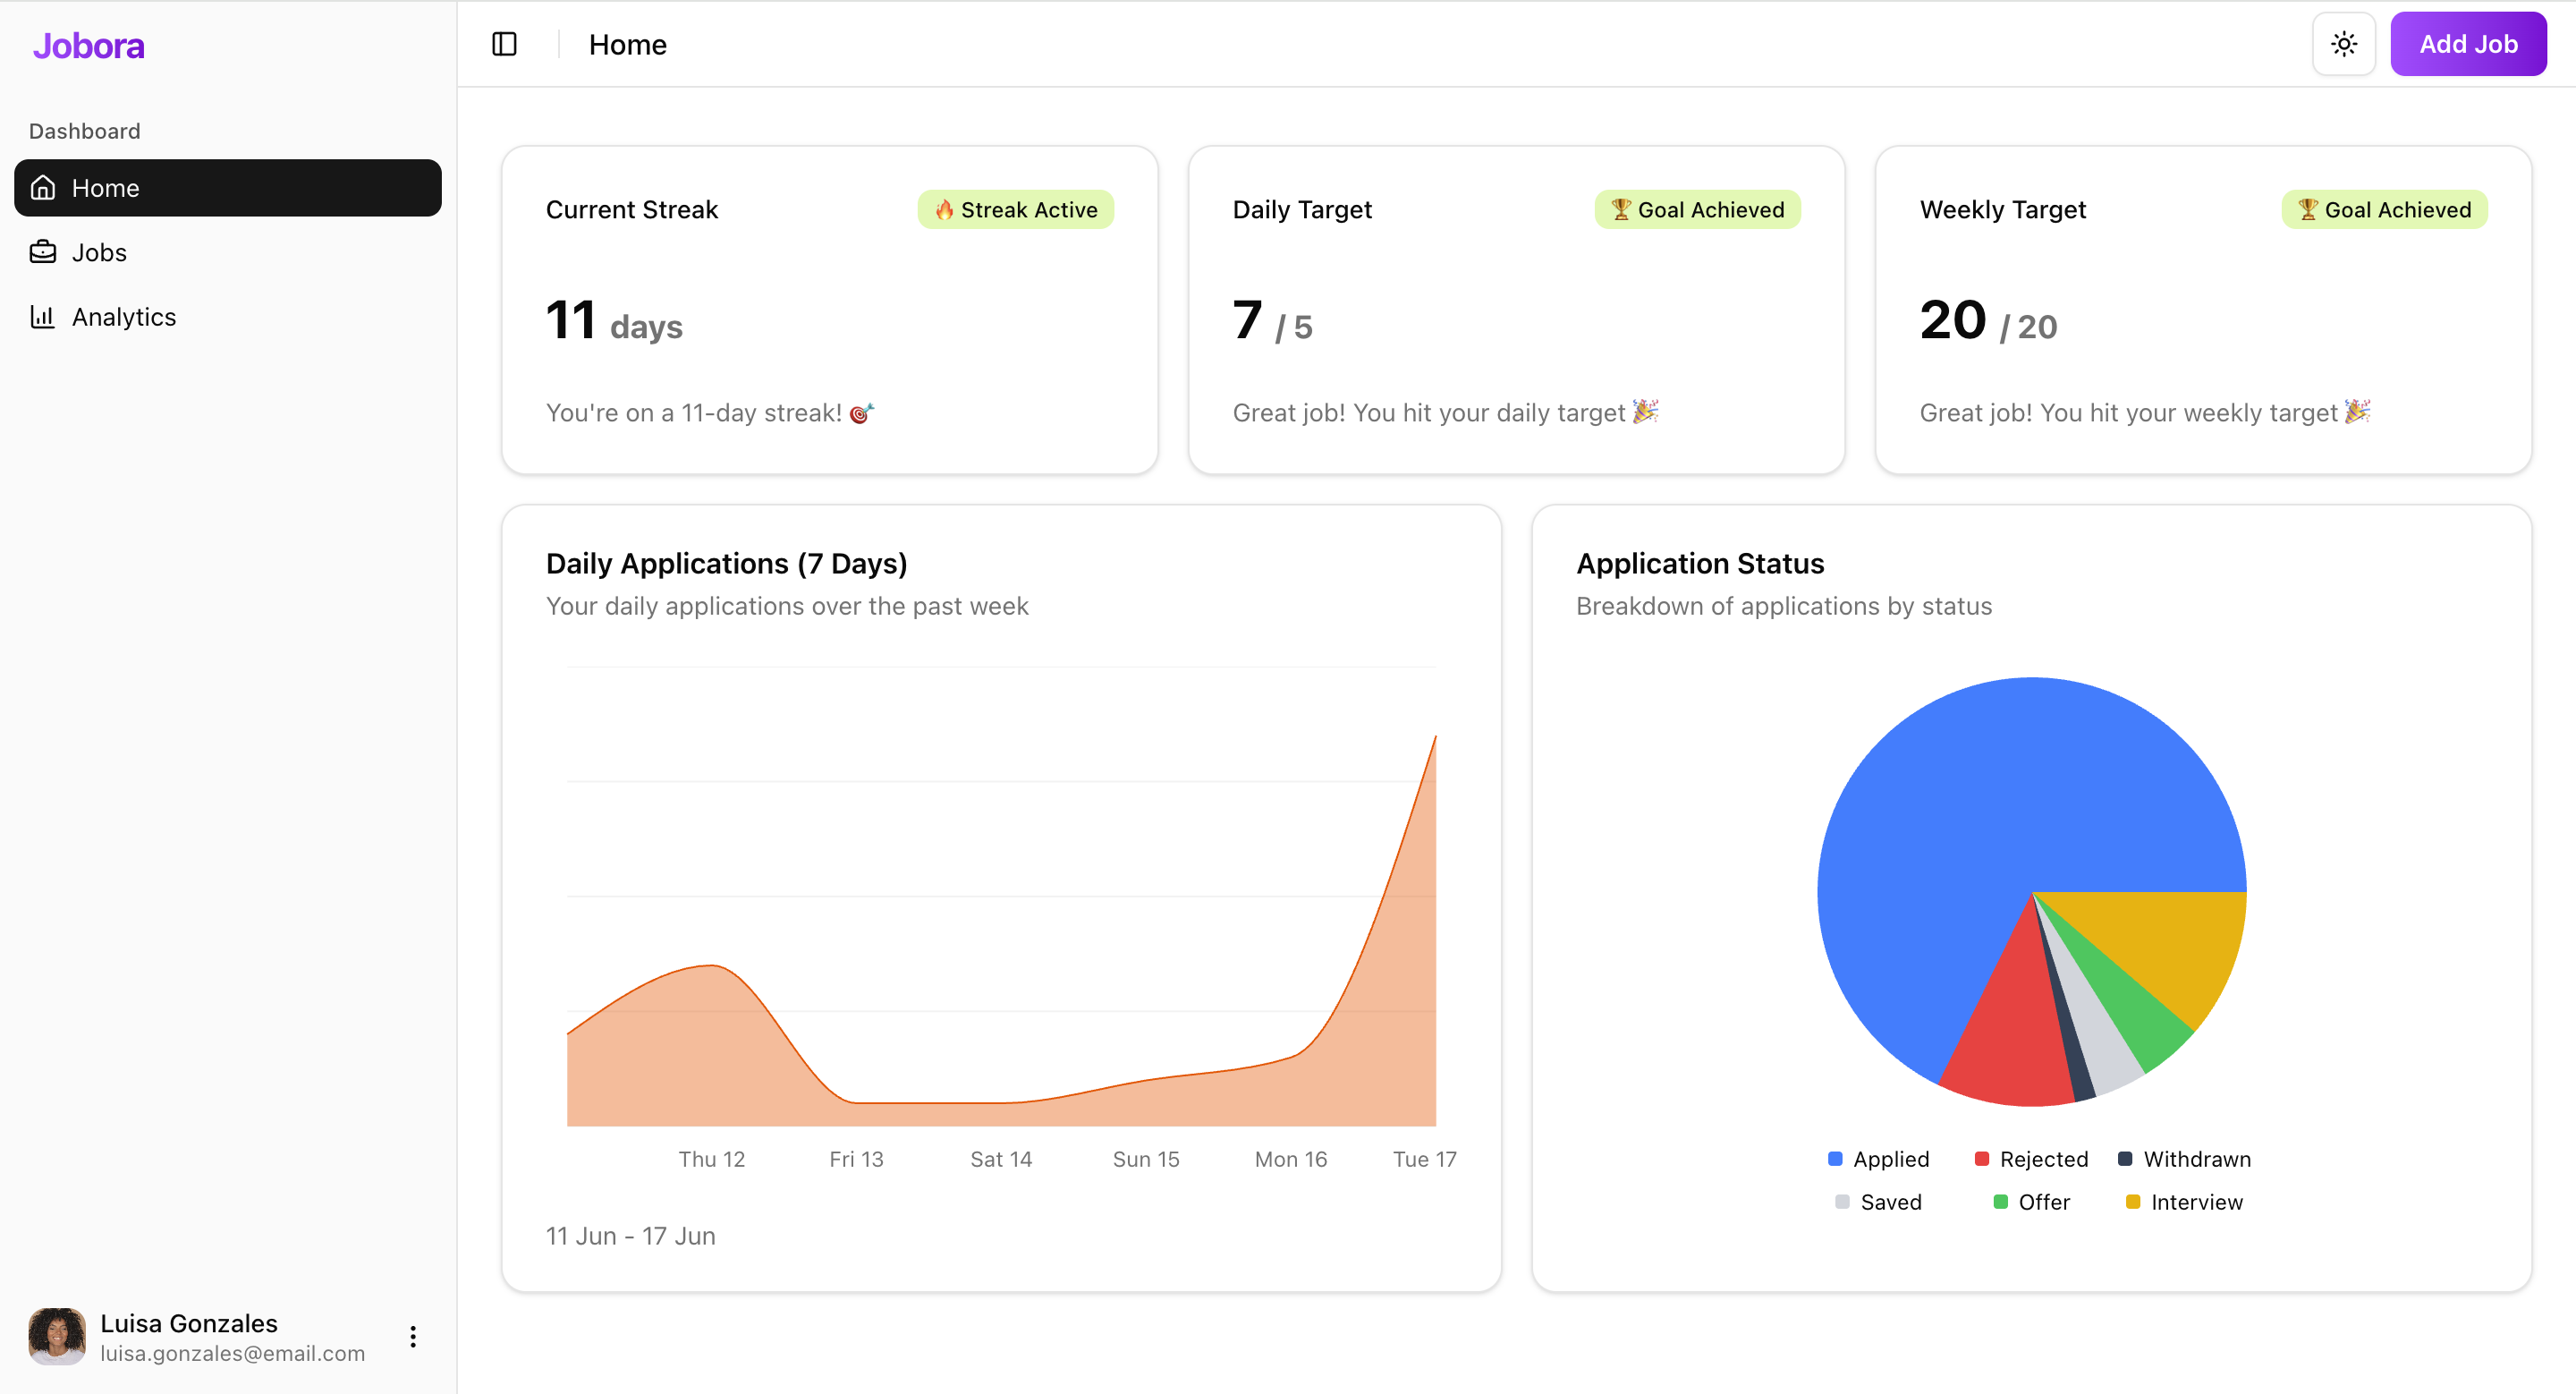 Jobora
Dashboard
Home
Jobs
Analytics
Luisa Gonzales
luisa.gonzales@email.com
Home
Add Job
Current Streak
🔥 Streak Active
11 days
You're on a 11-day streak! 🎯
Daily Target
🏆 Goal Achieved
7 / 5
Great job! You hit your daily target 🎉
Weekly Target
🏆 Goal Achieved
20 / 20
Great job! You hit your weekly target 🎉
Daily Applications (7 Days)
Your daily applications over the past week
Thu 12 Fri 13 Sat 14 Sun 15 Mon 16 Tue 17
11 Jun - 17 Jun
Application Status
Breakdown of applications by status
Applied Rejected Withdrawn
Saved Offer Interview